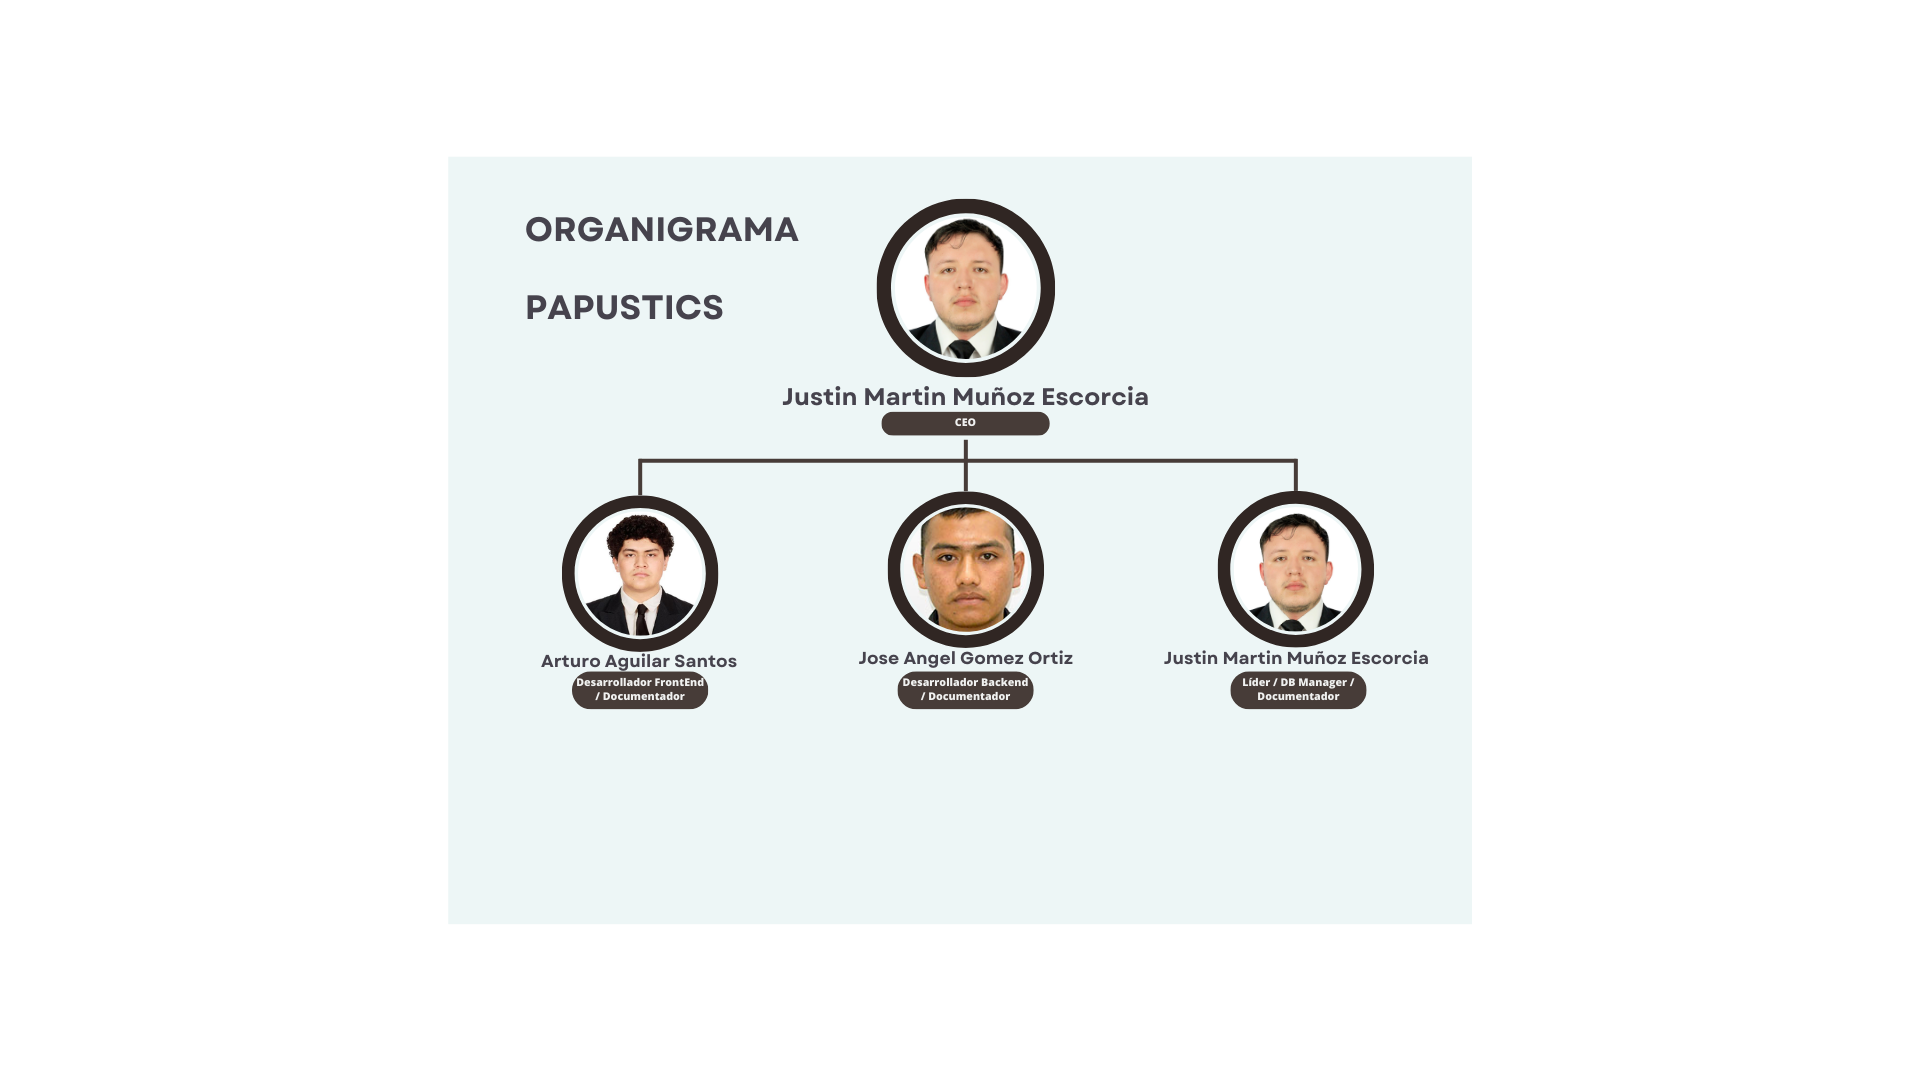 ORGANIGRAMA
PAPUSTICS
Justin Martin Muñoz Escorcia
CEO
Arturo Aguilar Santos
Desarrollador FrontEnd
/ Documentador
Jose Angel Gomez Ortiz
Desarrollador Backend
/ Documentador
Justin Martin Muñoz Escorcia
Líder / DB Manager /
Documentador